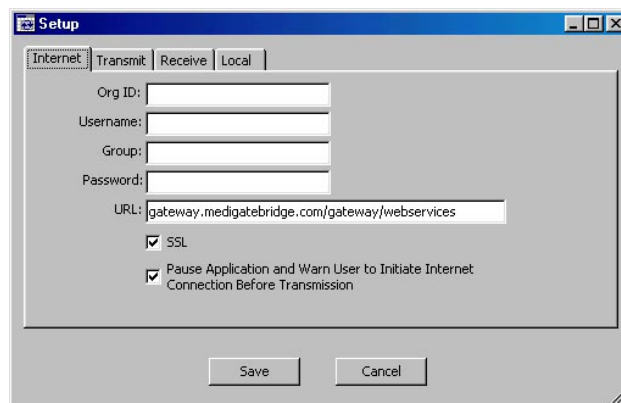 Setup
Internet Transmit Receive Local
Org ID:
Username:
Group:
Password:
URL: gateway.medigatebridge.com/gateway/webservices
SSL
Pause Application and Warn User to Initiate Internet
Connection Before Transmission
Save Cancel